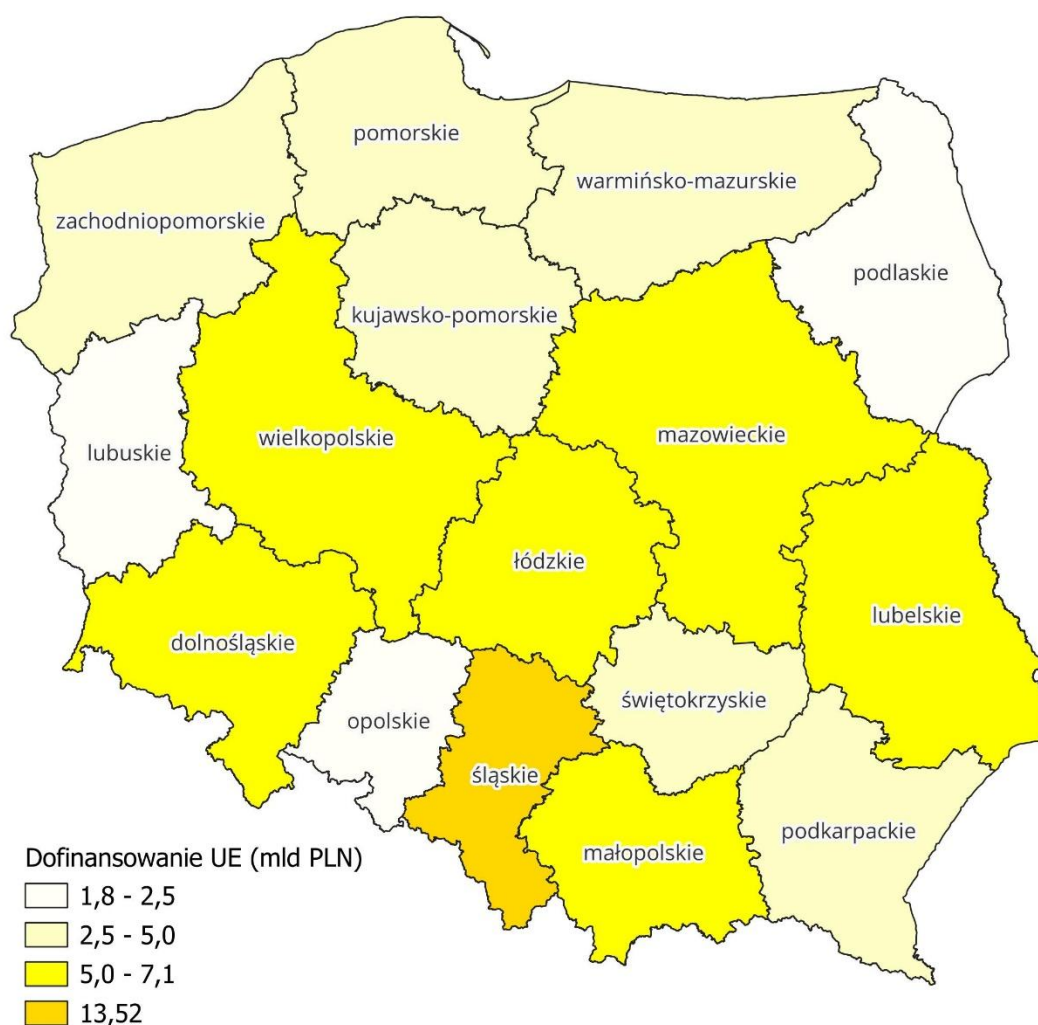 pomorskie
warmińsko-mazurskie
zachodniopomorskie
podlaskie
kujawsko-pomorskie
wielkopolskie
mazowieckie
lubuskie
łódzkie
lubelskie
dolnośląskie
świętokrzyskie
opolskie
śląskie
podkarpackie
małopolskie
Dofinansowanie UE (mld PLN)
1,8 - 2,5
2,5 - 5,0
5,0 - 7,1
13,52